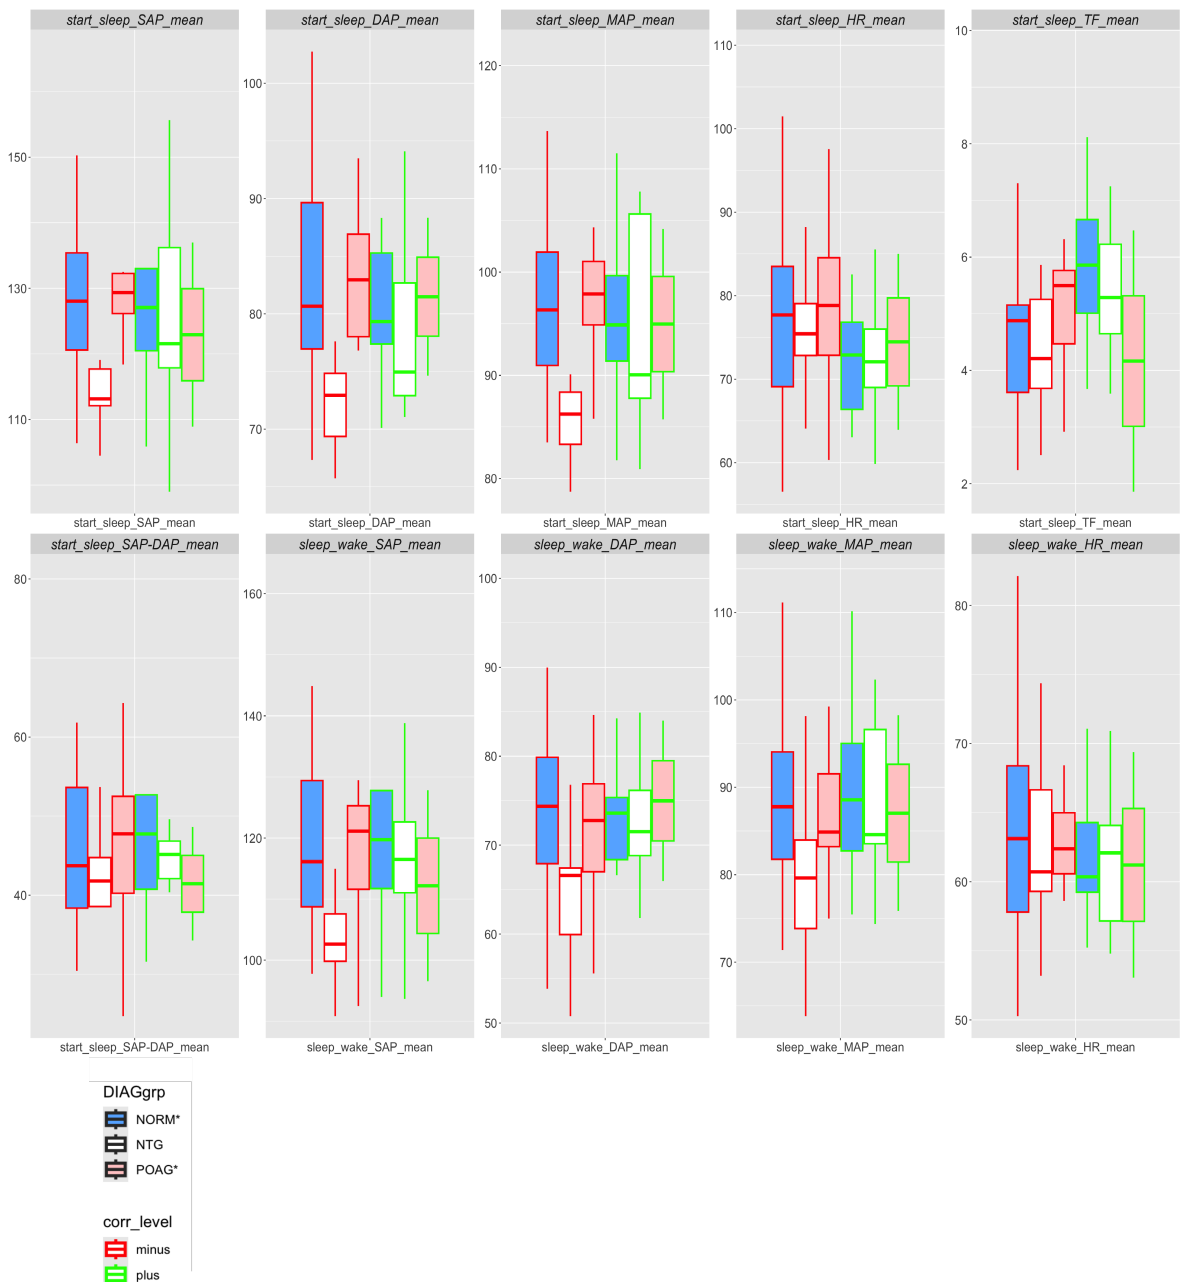 start_sleep_SAP_mean
start_sleep_DAP_mean
start_sleep_MAP_mean
start_sleep_HR_mean
start_sleep_TF_mean
150
130
110
100
90
80
70
120
110
100
90
80
110
100
90
80
70
60
10
8
6
4
2
start_sleep_SAP_mean
start_sleep_DAP_mean
start_sleep_MAP_mean
start_sleep_HR_mean
start_sleep_TF_mean
start_sleep_SAP-DAP_mean
sleep_wake_SAP_mean
sleep_wake_DAP_mean
sleep_wake_MAP_mean
sleep_wake_HR_mean
80
60
40
160
140
120
100
100
90
80
70
60
50
110
100
90
80
70
80
70
60
50
start_sleep_SAP-DAP_mean
sleep_wake_SAP_mean
sleep_wake_DAP_mean
sleep_wake_MAP_mean
sleep_wake_HR_mean
DIAGgrp
NORM*
NTG
POAG*
corr_level
minus
plus